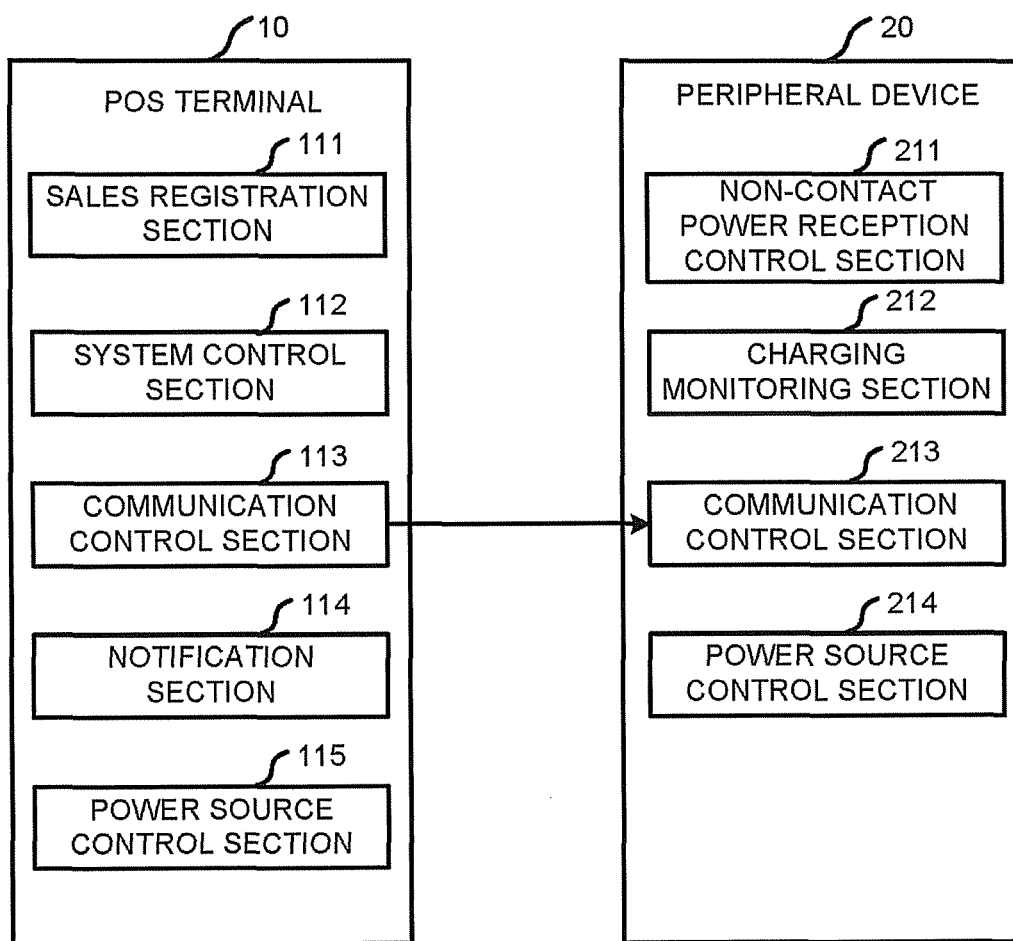 10
POS TERMINAL
111
SALES REGISTRATION
SECTION
112
SYSTEM CONTROL
SECTION
113
COMMUNICATION
CONTROL SECTION
114
NOTIFICATION
SECTION
115
POWER SOURCE
CONTROL SECTION
20
PERIPHERAL DEVICE
211
NON-CONTACT
POWER RECEPTION
CONTROL SECTION
212
CHARGING
MONITORING SECTION
213
COMMUNICATION
CONTROL SECTION
214
POWER SOURCE
CONTROL SECTION